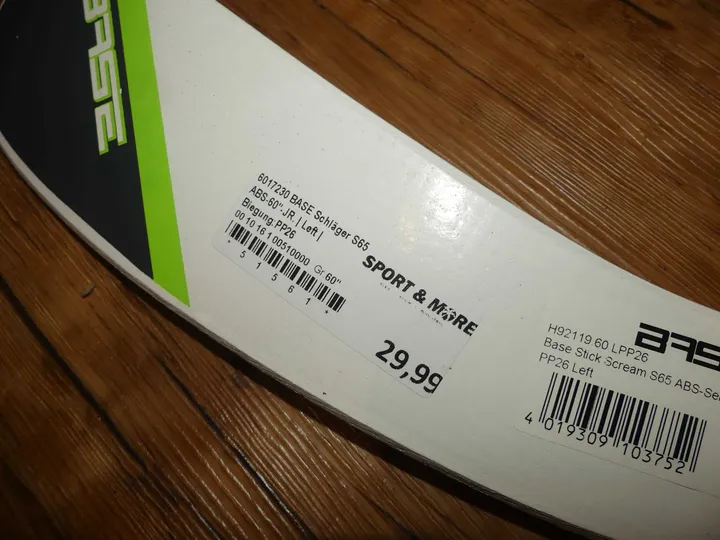 BASE
6017230 BASE Schläger S65
ABS-60"-JR. | Left |
Biegung:PP26
00 10 16 1 00510000 Gr 60"
* 5 1 5 6 1 *
SPORT & MORE
29,99
BASE
H92119 60 LPP26
Base Stick Scream S65 ABS-Se
PP26 Left
4 019309 103752